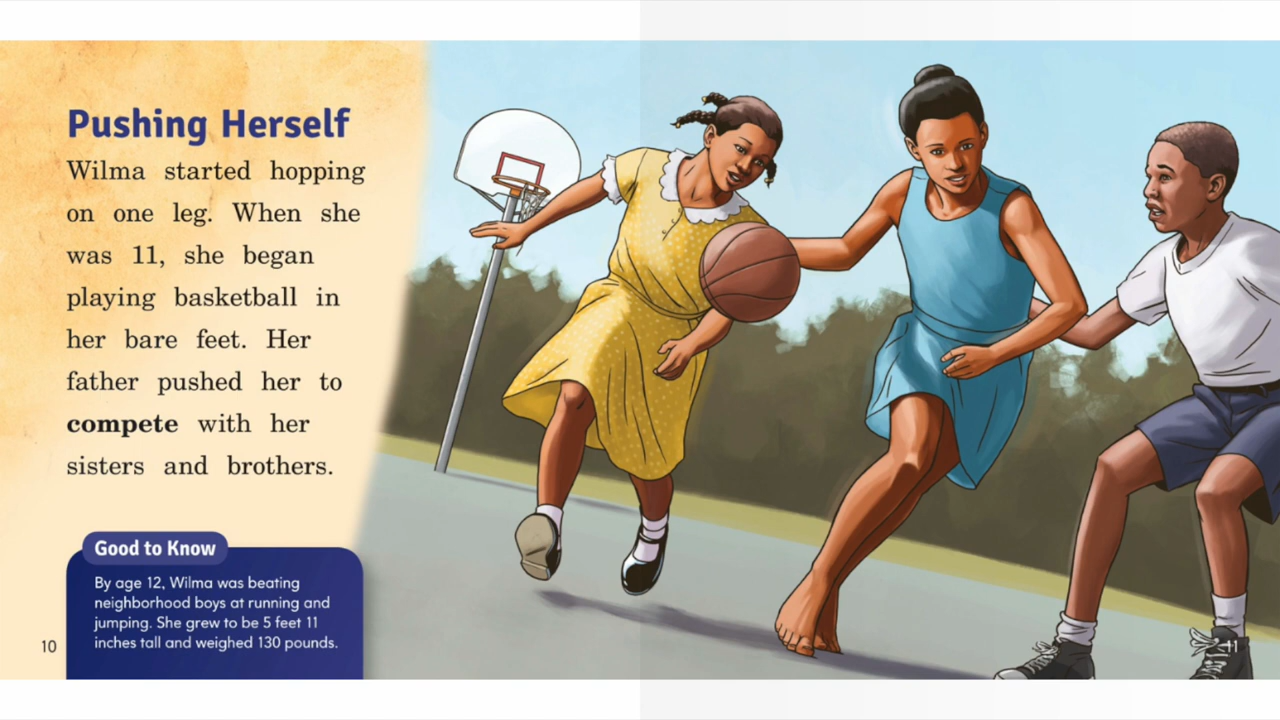 Pushing Herself
Wilma started hopping
on one leg. When she
was 11, she began
playing basketball in
her bare feet. Her
father pushed her to
compete with her
sisters and brothers.
Good to Know
By age 12, Wilma was beating
neighborhood boys at running and
jumping. She grew to be 5 feet 11
inches tall and weighed 130 pounds.
10
11